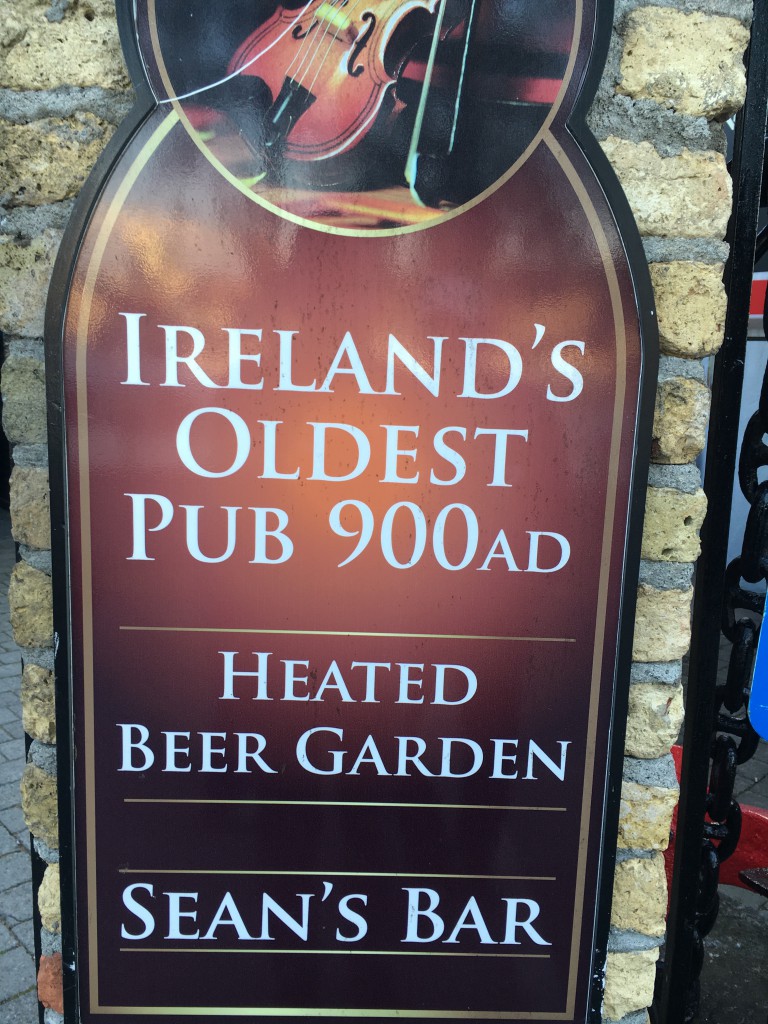 Ireland's
Oldest
Pub 900AD
Heated
Beer Garden
Sean's Bar